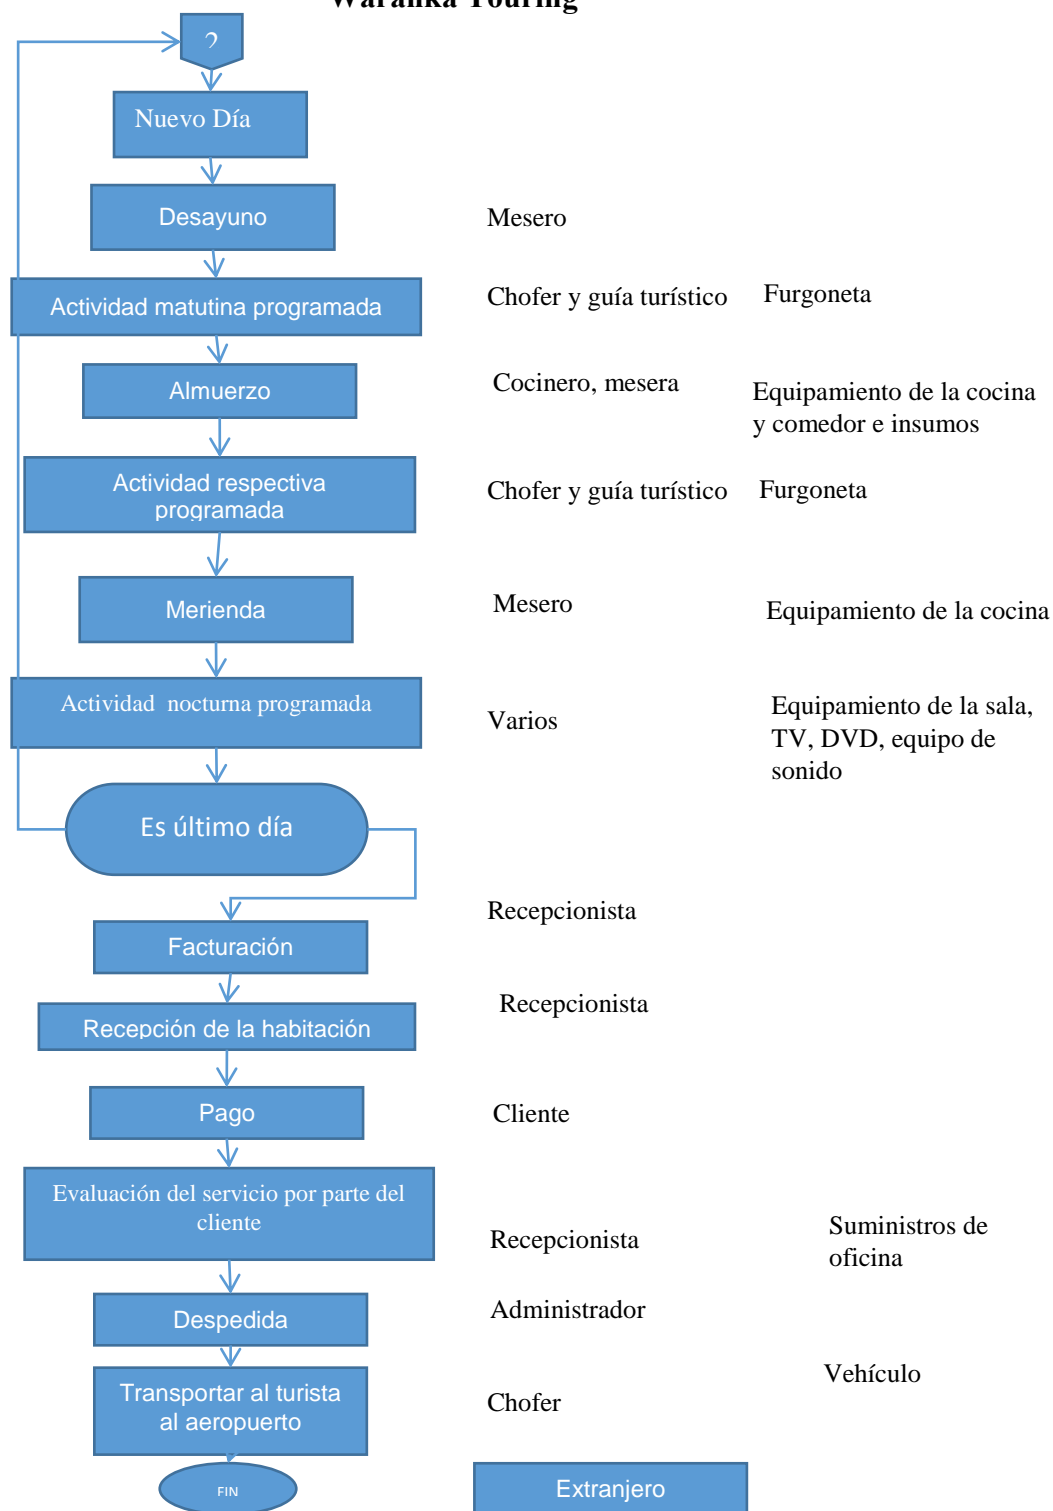 Waranka Touring
2
Nuevo Día
Desayuno
Mesero
Actividad matutina programada
Chofer y guía turístico
Furgoneta
Almuerzo
Cocinero, mesera
Equipamiento de la cocina
y comedor e insumos
Actividad respectiva
programada
Chofer y guía turístico
Furgoneta
Merienda
Mesero
Equipamiento de la cocina
Actividad nocturna programada
Varios
Equipamiento de la sala,
TV, DVD, equipo de
sonido
Es último día
Recepcionista
Facturación
Recepcionista
Recepción de la habitación
Pago
Cliente
Evaluación del servicio por parte del
cliente
Recepcionista
Suministros de
oficina
Despedida
Administrador
Transportar al turista
al aeropuerto
Chofer
Vehículo
FIN
Extranjero